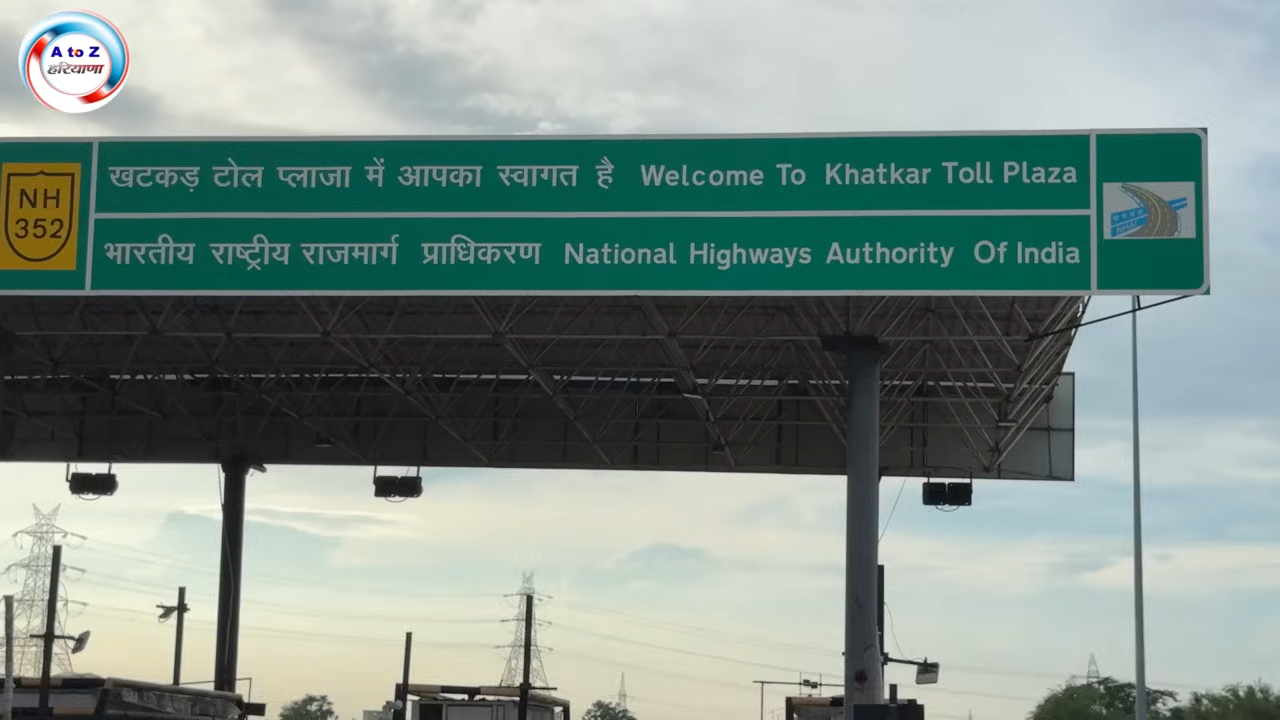 A to Z
हरियाणा
NH
352
खटकड़ टोल प्लाजा में आपका स्वागत है Welcome To Khatkar Toll Plaza
भारतीय राष्ट्रीय राजमार्ग प्राधिकरण National Highways Authority Of India
NHAI